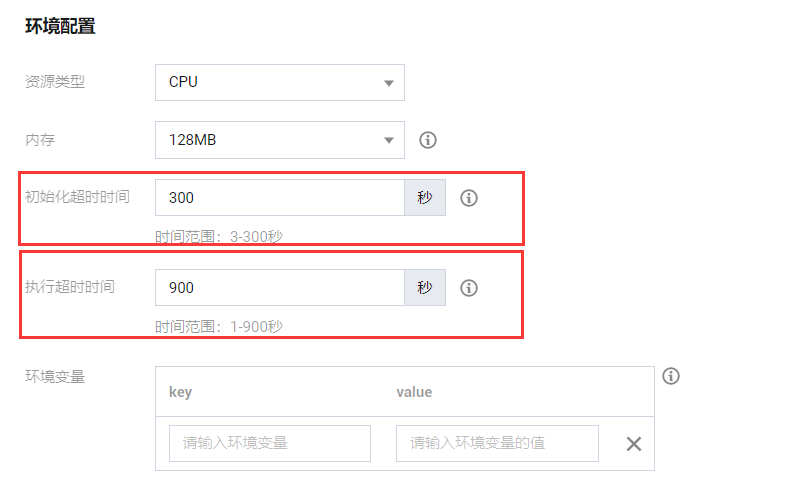 环境配置
资源类型 CPU
内存 128MB
初始化超时时间 300 秒
时间范围：3-300秒
执行超时时间 900 秒
时间范围：1-900秒
环境变量
key value
请输入环境变量 请输入环境变量的值